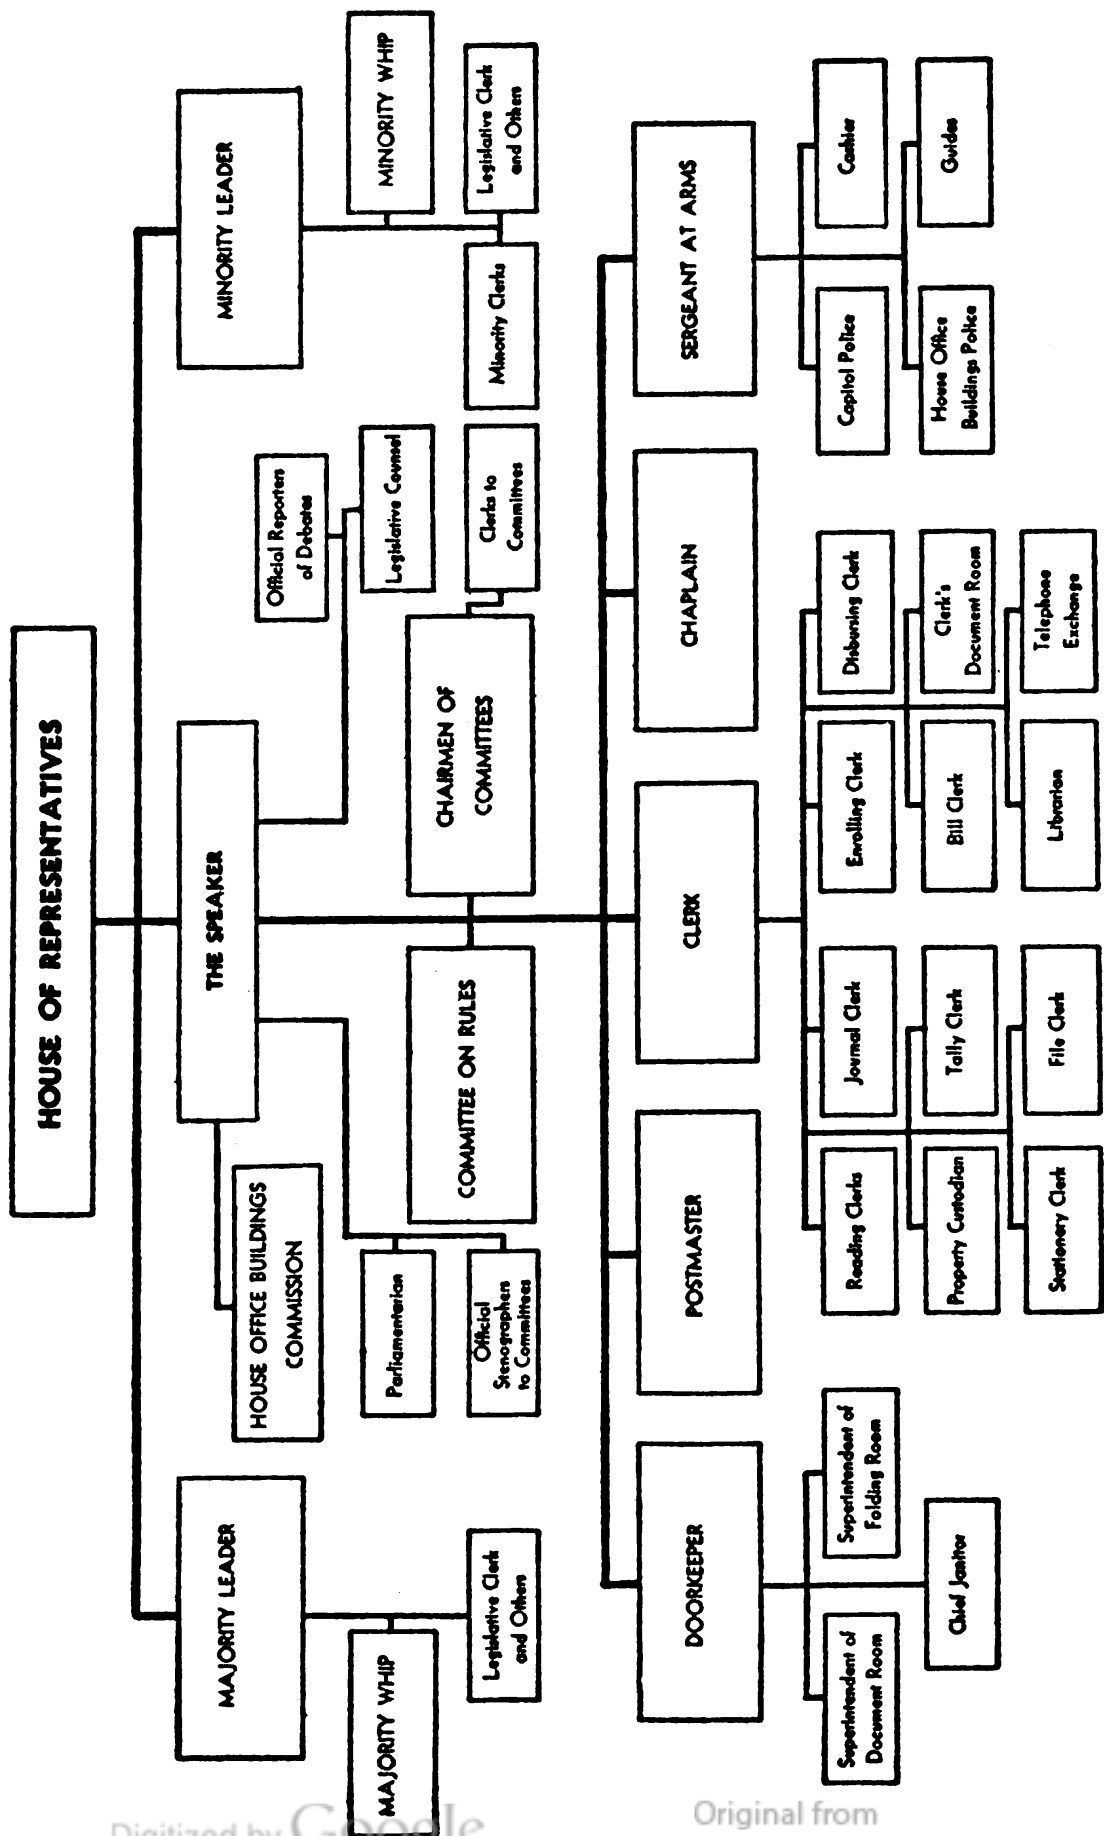 HOUSE OF REPRESENTATIVES
MAJORITY LEADER
THE SPEAKER
MINORITY LEADER
HOUSE OFFICE BUILDINGS
COMMISSION
Official Reporters
of Debates
MAJORITY WHIP
Parliamentarian
Legislative Counsel
MINORITY WHIP
Legislative Clerk
and Others
Official
Stenographers
to Committees
COMMITTEE ON RULES
CHAIRMEN OF
COMMITTEES
Clerks to
Committees
Minority Clerks
Legislative Clerk
and Others
DOORKEEPER
POSTMASTER
CLERK
CHAPLAIN
SERGEANT AT ARMS
Superintendent of
Document Room
Superintendent of
Folding Room
Chief Janitor
Reading Clerks
Journal Clerk
Enrolling Clerk
Disbursing Clerk
Property Custodian
Tally Clerk
Bill Clerk
Clerk's
Document Room
Stationery Clerk
File Clerk
Librarian
Telephone
Exchange
Capitol Police
Cashier
House Office
Buildings Police
Guides
Digitized by Google
Original from